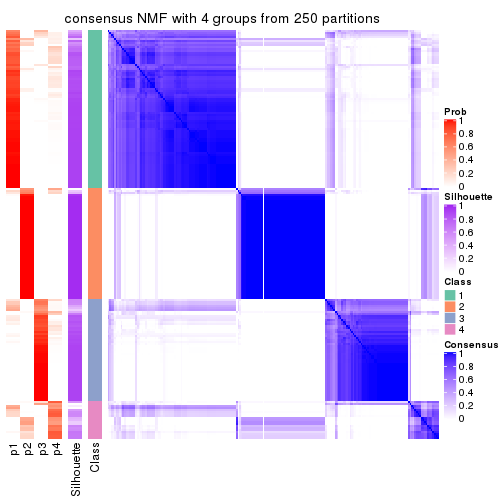 consensus NMF with 4 groups from 250 partitions
Prob
1
0.8
0.6
0.4
0.2
0
Silhouette
1
0.8
0.6
0.4
0.2
0
Class
1
2
3
4
Consensus
1
0.8
0.6
0.4
0.2
0
p1
p2
p3
p4
Silhouette
Class